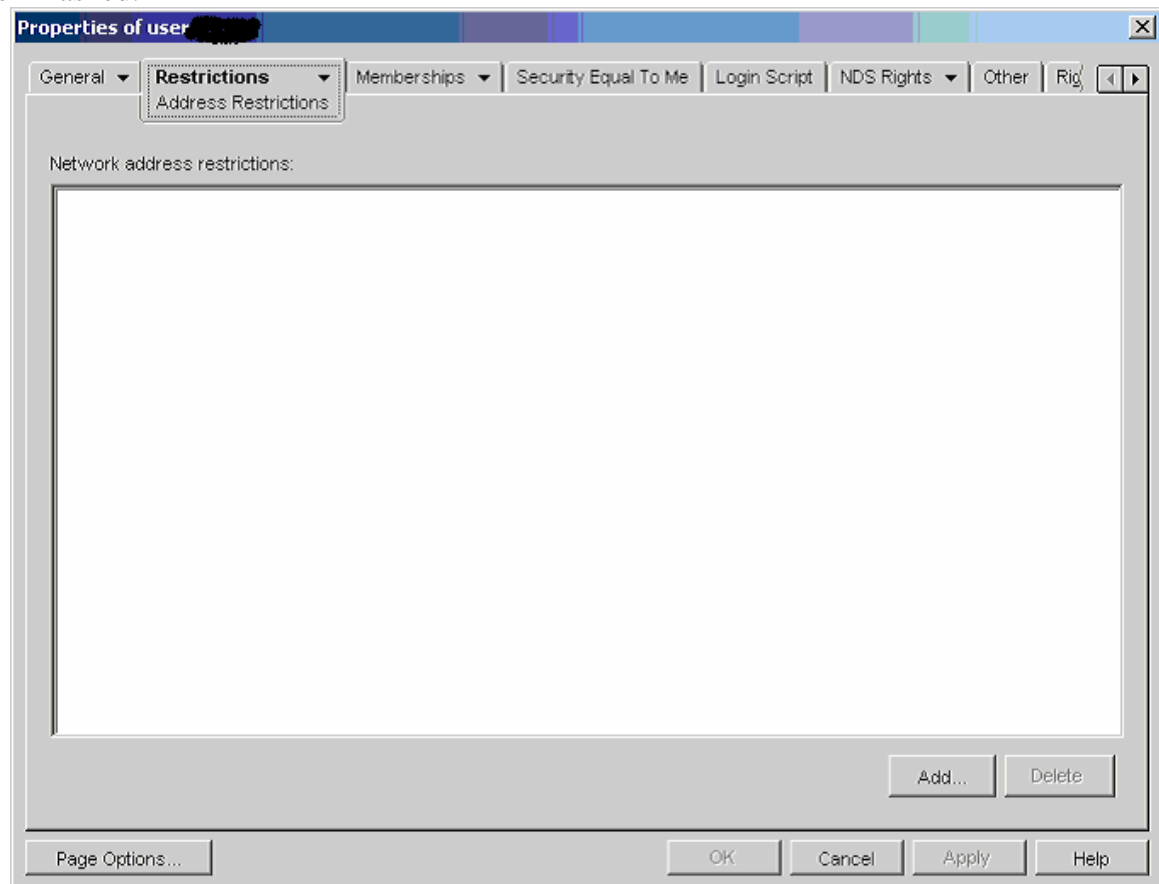 Properties of user
General Restrictions Memberships Security Equal To Me Login Script NDS Rights Other
Address Restrictions
Network address restrictions:
Add... Delete
Page Options... OK Cancel Apply Help